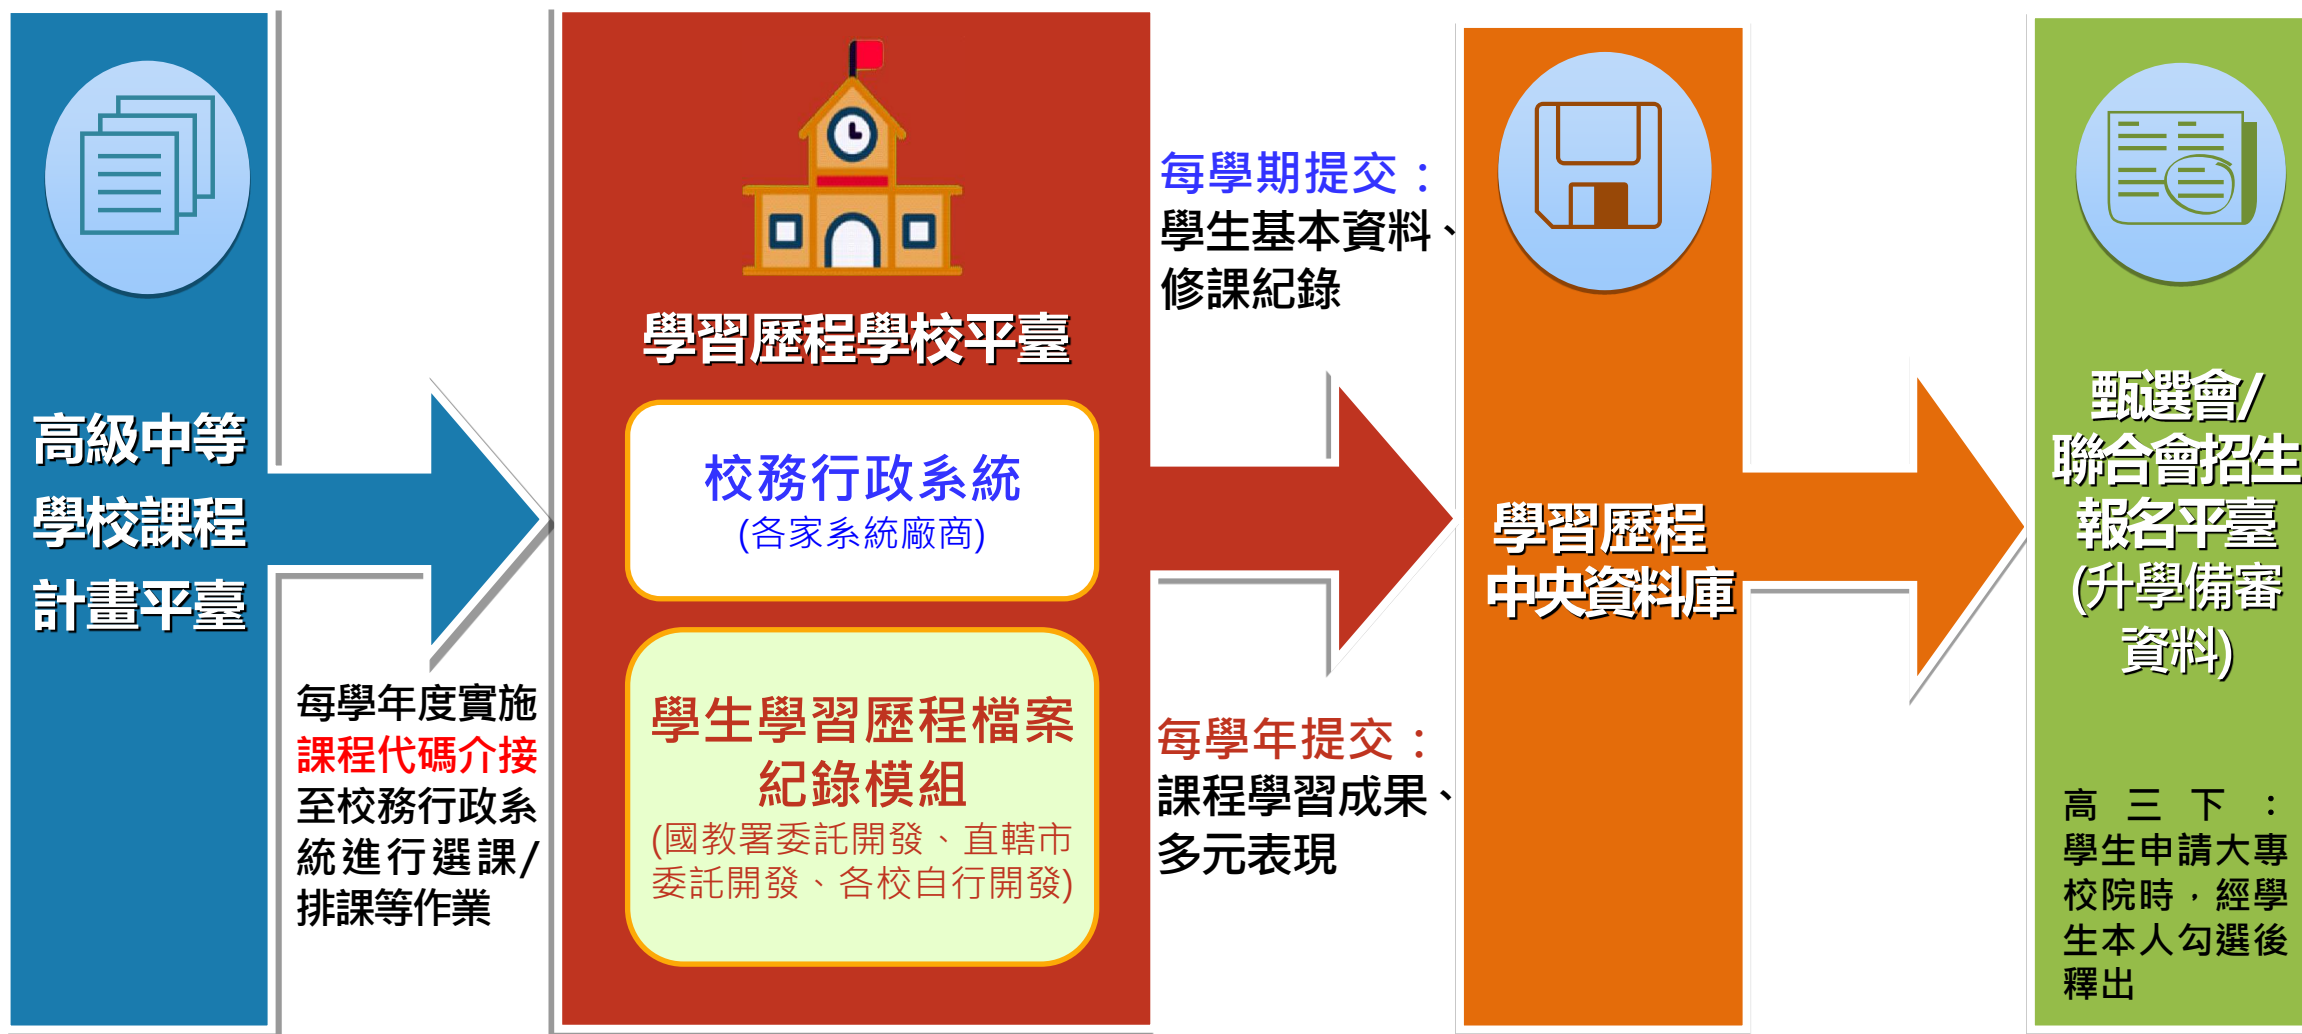 高級中等
學校課程
計畫平臺
每學年度實施
課程代碼介接
至校務行政系
統進行選課/
排課等作業
學習歷程學校平臺
校務行政系統
(各家系統廠商)
學生學習歷程檔案
紀錄模組
(國教署委託開發、直轄市
委託開發、各校自行開發)
每學期提交：
學生基本資料、
修課紀錄
每學年提交：
課程學習成果、
多元表現
學習歷程
中央資料庫
甄選會/
聯合會招生
報名平臺
(升學備審
資料)
高三下：
學生申請大專
校院時，經學
生本人勾選後
釋出